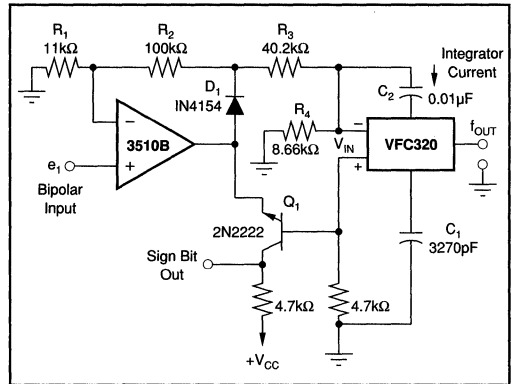 R1
11kΩ
R2
100kΩ
R3
40.2kΩ
Integrator
Current
D1
IN4154
C2
0.01µF
R4
8.66kΩ
−
3510B
+
e1
Bipolar
Input
VIN
−
VFC320
+
fOUT
Q1
2N2222
C1
3270pF
Sign Bit
Out
4.7kΩ
4.7kΩ
+VCC